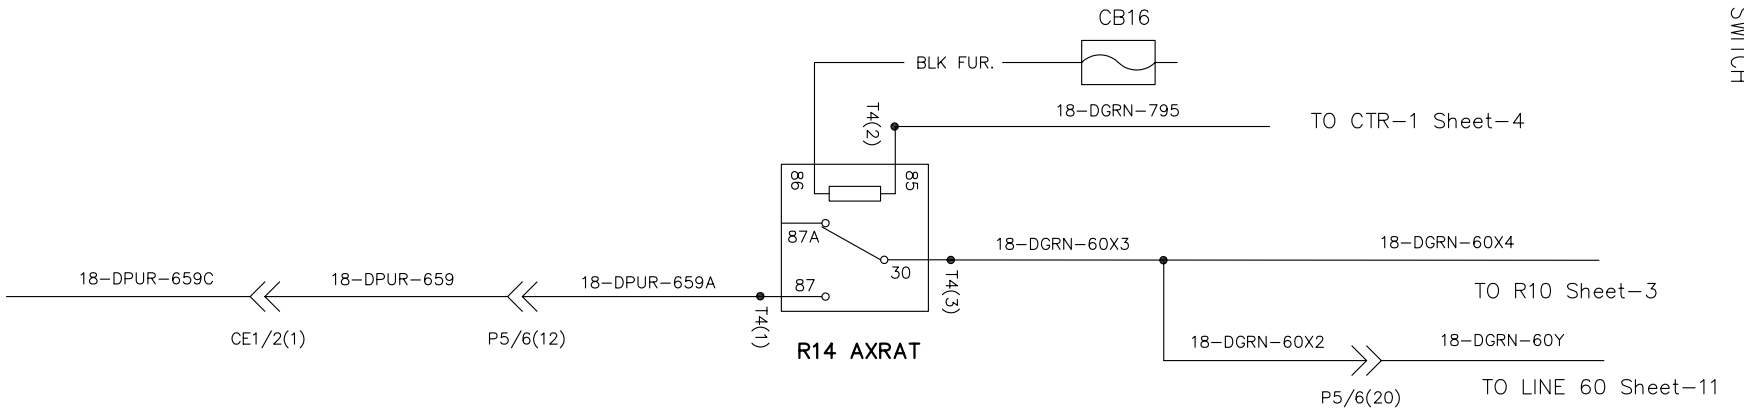 CB16
SWITCH
BLK FUR.
T4(2)
18-DGRN-795
TO CTR-1 Sheet-4
86
85
87A
30
87
18-DGRN-60X3
18-DGRN-60X4
T4(3)
TO R10 Sheet-3
18-DPUR-659C
18-DPUR-659
18-DPUR-659A
CE1/2(1)
P5/6(12)
T4(1)
R14 AXRAT
18-DGRN-60X2
18-DGRN-60Y
P5/6(20)
TO LINE 60 Sheet-11